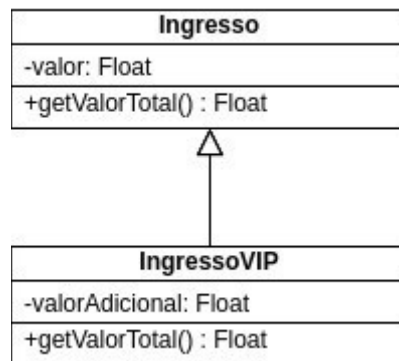 Ingresso
-valor: Float
+getValorTotal() : Float
IngressoVIP
-valorAdicional: Float
+getValorTotal() : Float